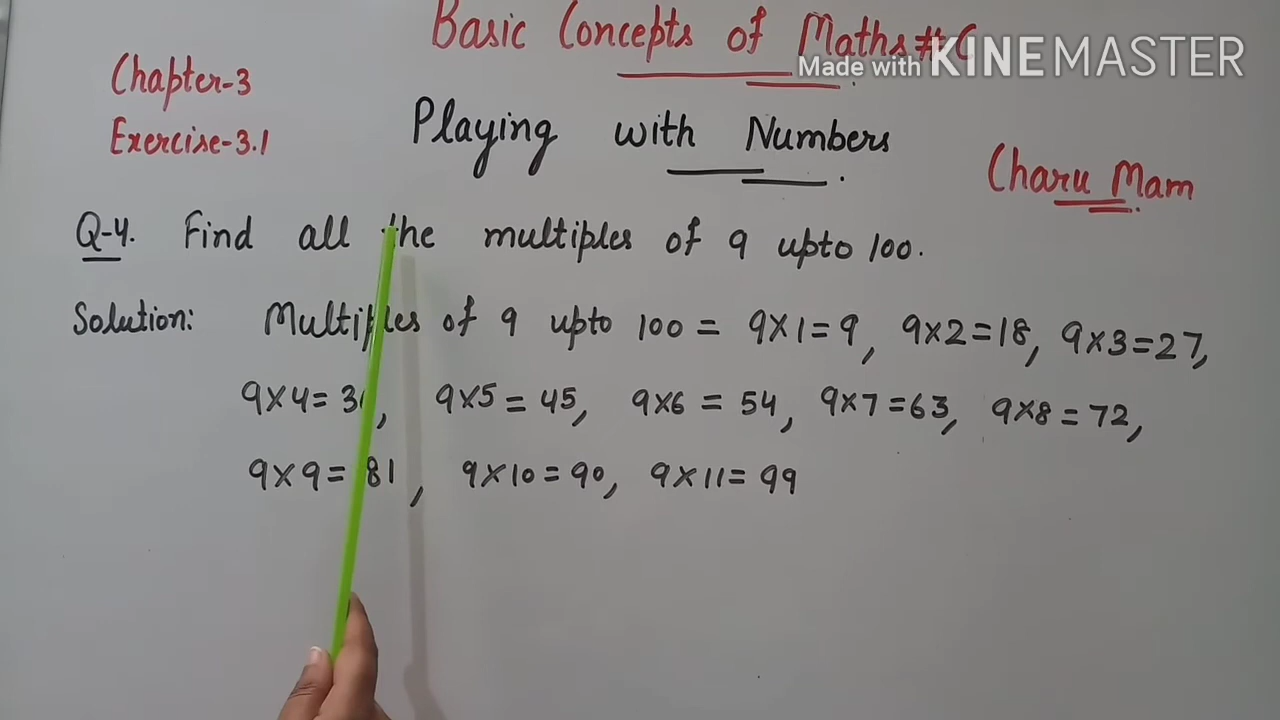 Basic Concepts of Maths#C
Made with KINEMASTER
Chapter-3
Exercise-3.1
Playing with Numbers
Charu Mam
Q-4. Find all the multiples of 9 upto 100.
Solution: Multiples of 9 upto 100 = 9×1=9, 9×2=18, 9×3=27,
9×4=36, 9×5=45, 9×6=54, 9×7=63, 9×8=72,
9×9=81, 9×10=90, 9×11=99